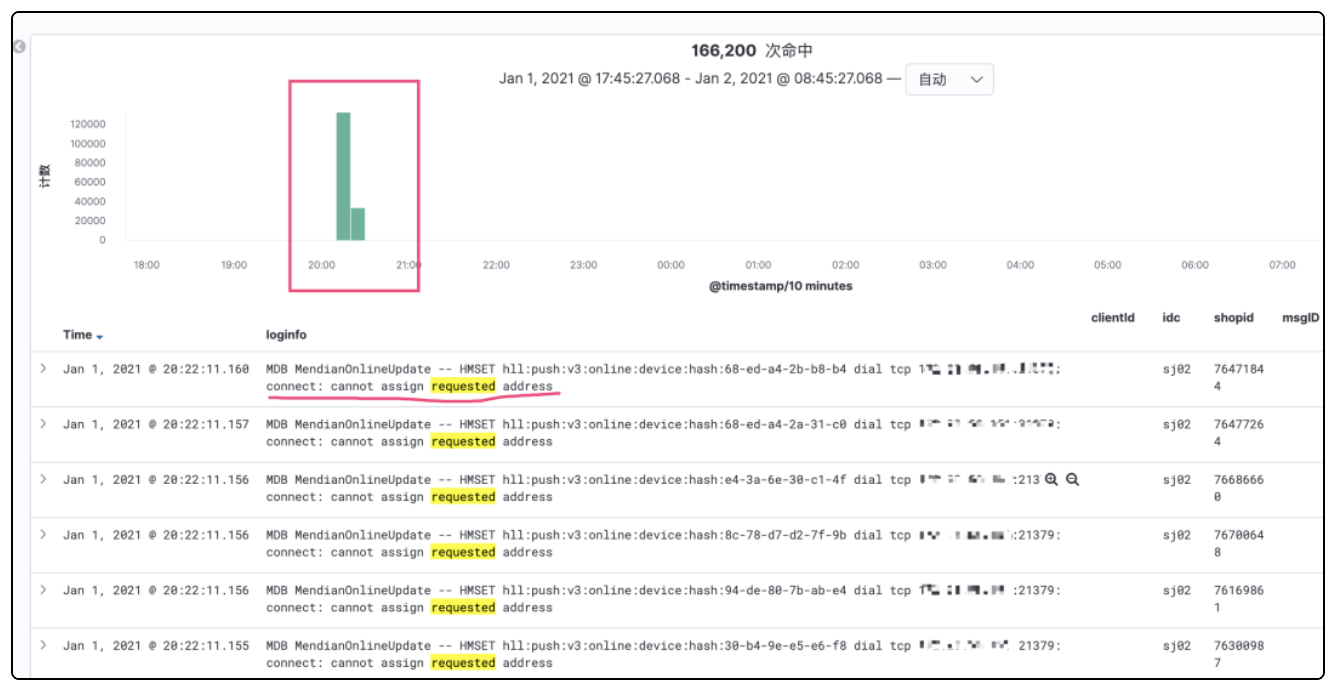 166,200 次命中
Jan 1, 2021 @ 17:45:27.068 - Jan 2, 2021 @ 08:45:27.068 — 自动
计数
120000
100000
80000
60000
40000
20000
0
18:00 19:00 20:00 21:00 22:00 23:00 00:00 01:00 02:00 03:00 04:00 05:00 06:00 07:00
@timestamp/10 minutes
Time loginfo clientId idc shopid msgID
Jan 1, 2021 @ 20:22:11.160 MDB MendianOnlineUpdate -- HMSET hll:push:v3:online:device:hash:68-ed-a4-2b-b8-b4 dial tcp sj02 7647184
connect: cannot assign requested address 4
Jan 1, 2021 @ 20:22:11.157 MDB MendianOnlineUpdate -- HMSET hll:push:v3:online:device:hash:68-ed-a4-2a-31-c0 dial tcp sj02 7647726
connect: cannot assign requested address 4
Jan 1, 2021 @ 20:22:11.156 MDB MendianOnlineUpdate -- HMSET hll:push:v3:online:device:hash:e4-3a-6e-30-c1-4f dial tcp :213 sj02 7668666
connect: cannot assign requested address 0
Jan 1, 2021 @ 20:22:11.156 MDB MendianOnlineUpdate -- HMSET hll:push:v3:online:device:hash:8c-78-d7-d2-7f-9b dial tcp :21379: sj02 7670064
connect: cannot assign requested address 8
Jan 1, 2021 @ 20:22:11.156 MDB MendianOnlineUpdate -- HMSET hll:push:v3:online:device:hash:94-de-80-7b-ab-e4 dial tcp :21379: sj02 7616986
connect: cannot assign requested address 1
Jan 1, 2021 @ 20:22:11.155 MDB MendianOnlineUpdate -- HMSET hll:push:v3:online:device:hash:30-b4-9e-e5-e6-f8 dial tcp 21379: sj02 7630098
connect: cannot assign requested address 7